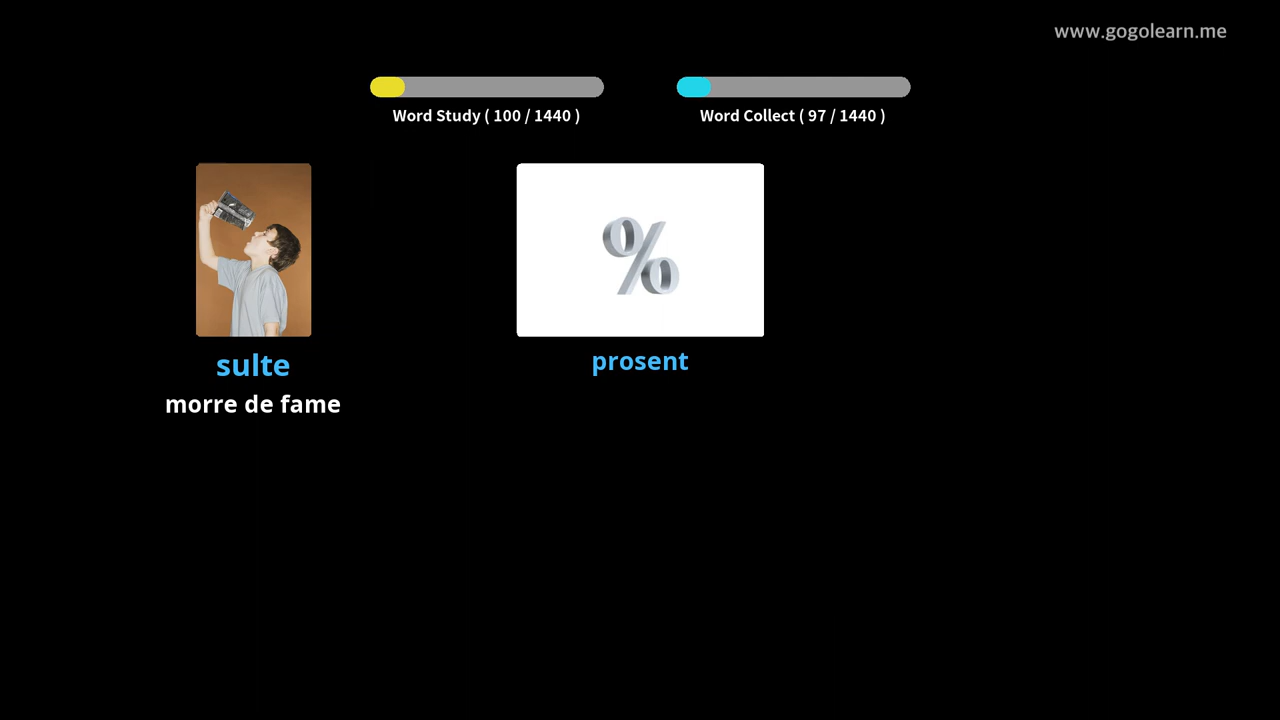 www.gogolearn.me
Word Study ( 100 / 1440 )
Word Collect ( 97 / 1440 )
%
sulte
prosent
morre de fame